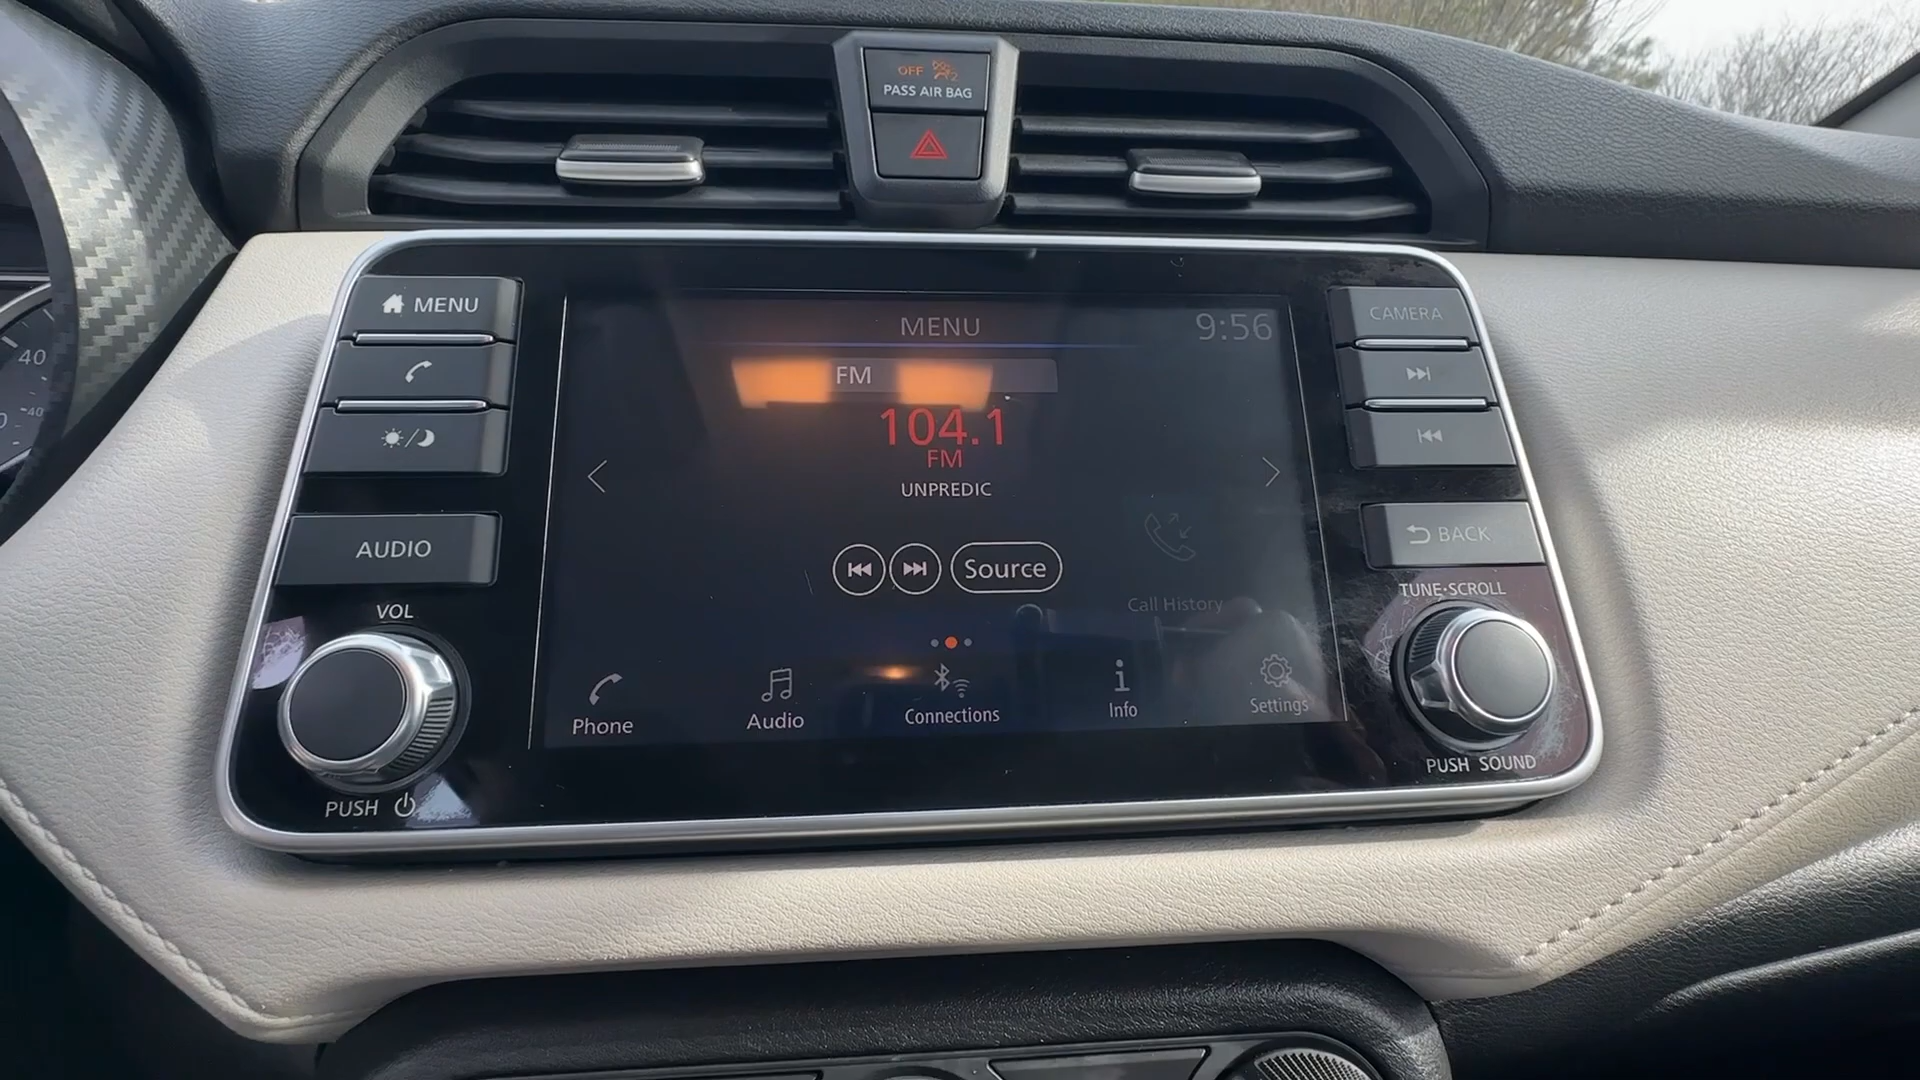 OFF
PASS AIR BAG
MENU
AUDIO
VOL
PUSH
40
MENU
9:56
FM
104.1
FM
UNPREDIC
Source
Call History
Phone
Audio
Connections
Info
Settings
CAMERA
BACK
TUNE·SCROLL
PUSH SOUND